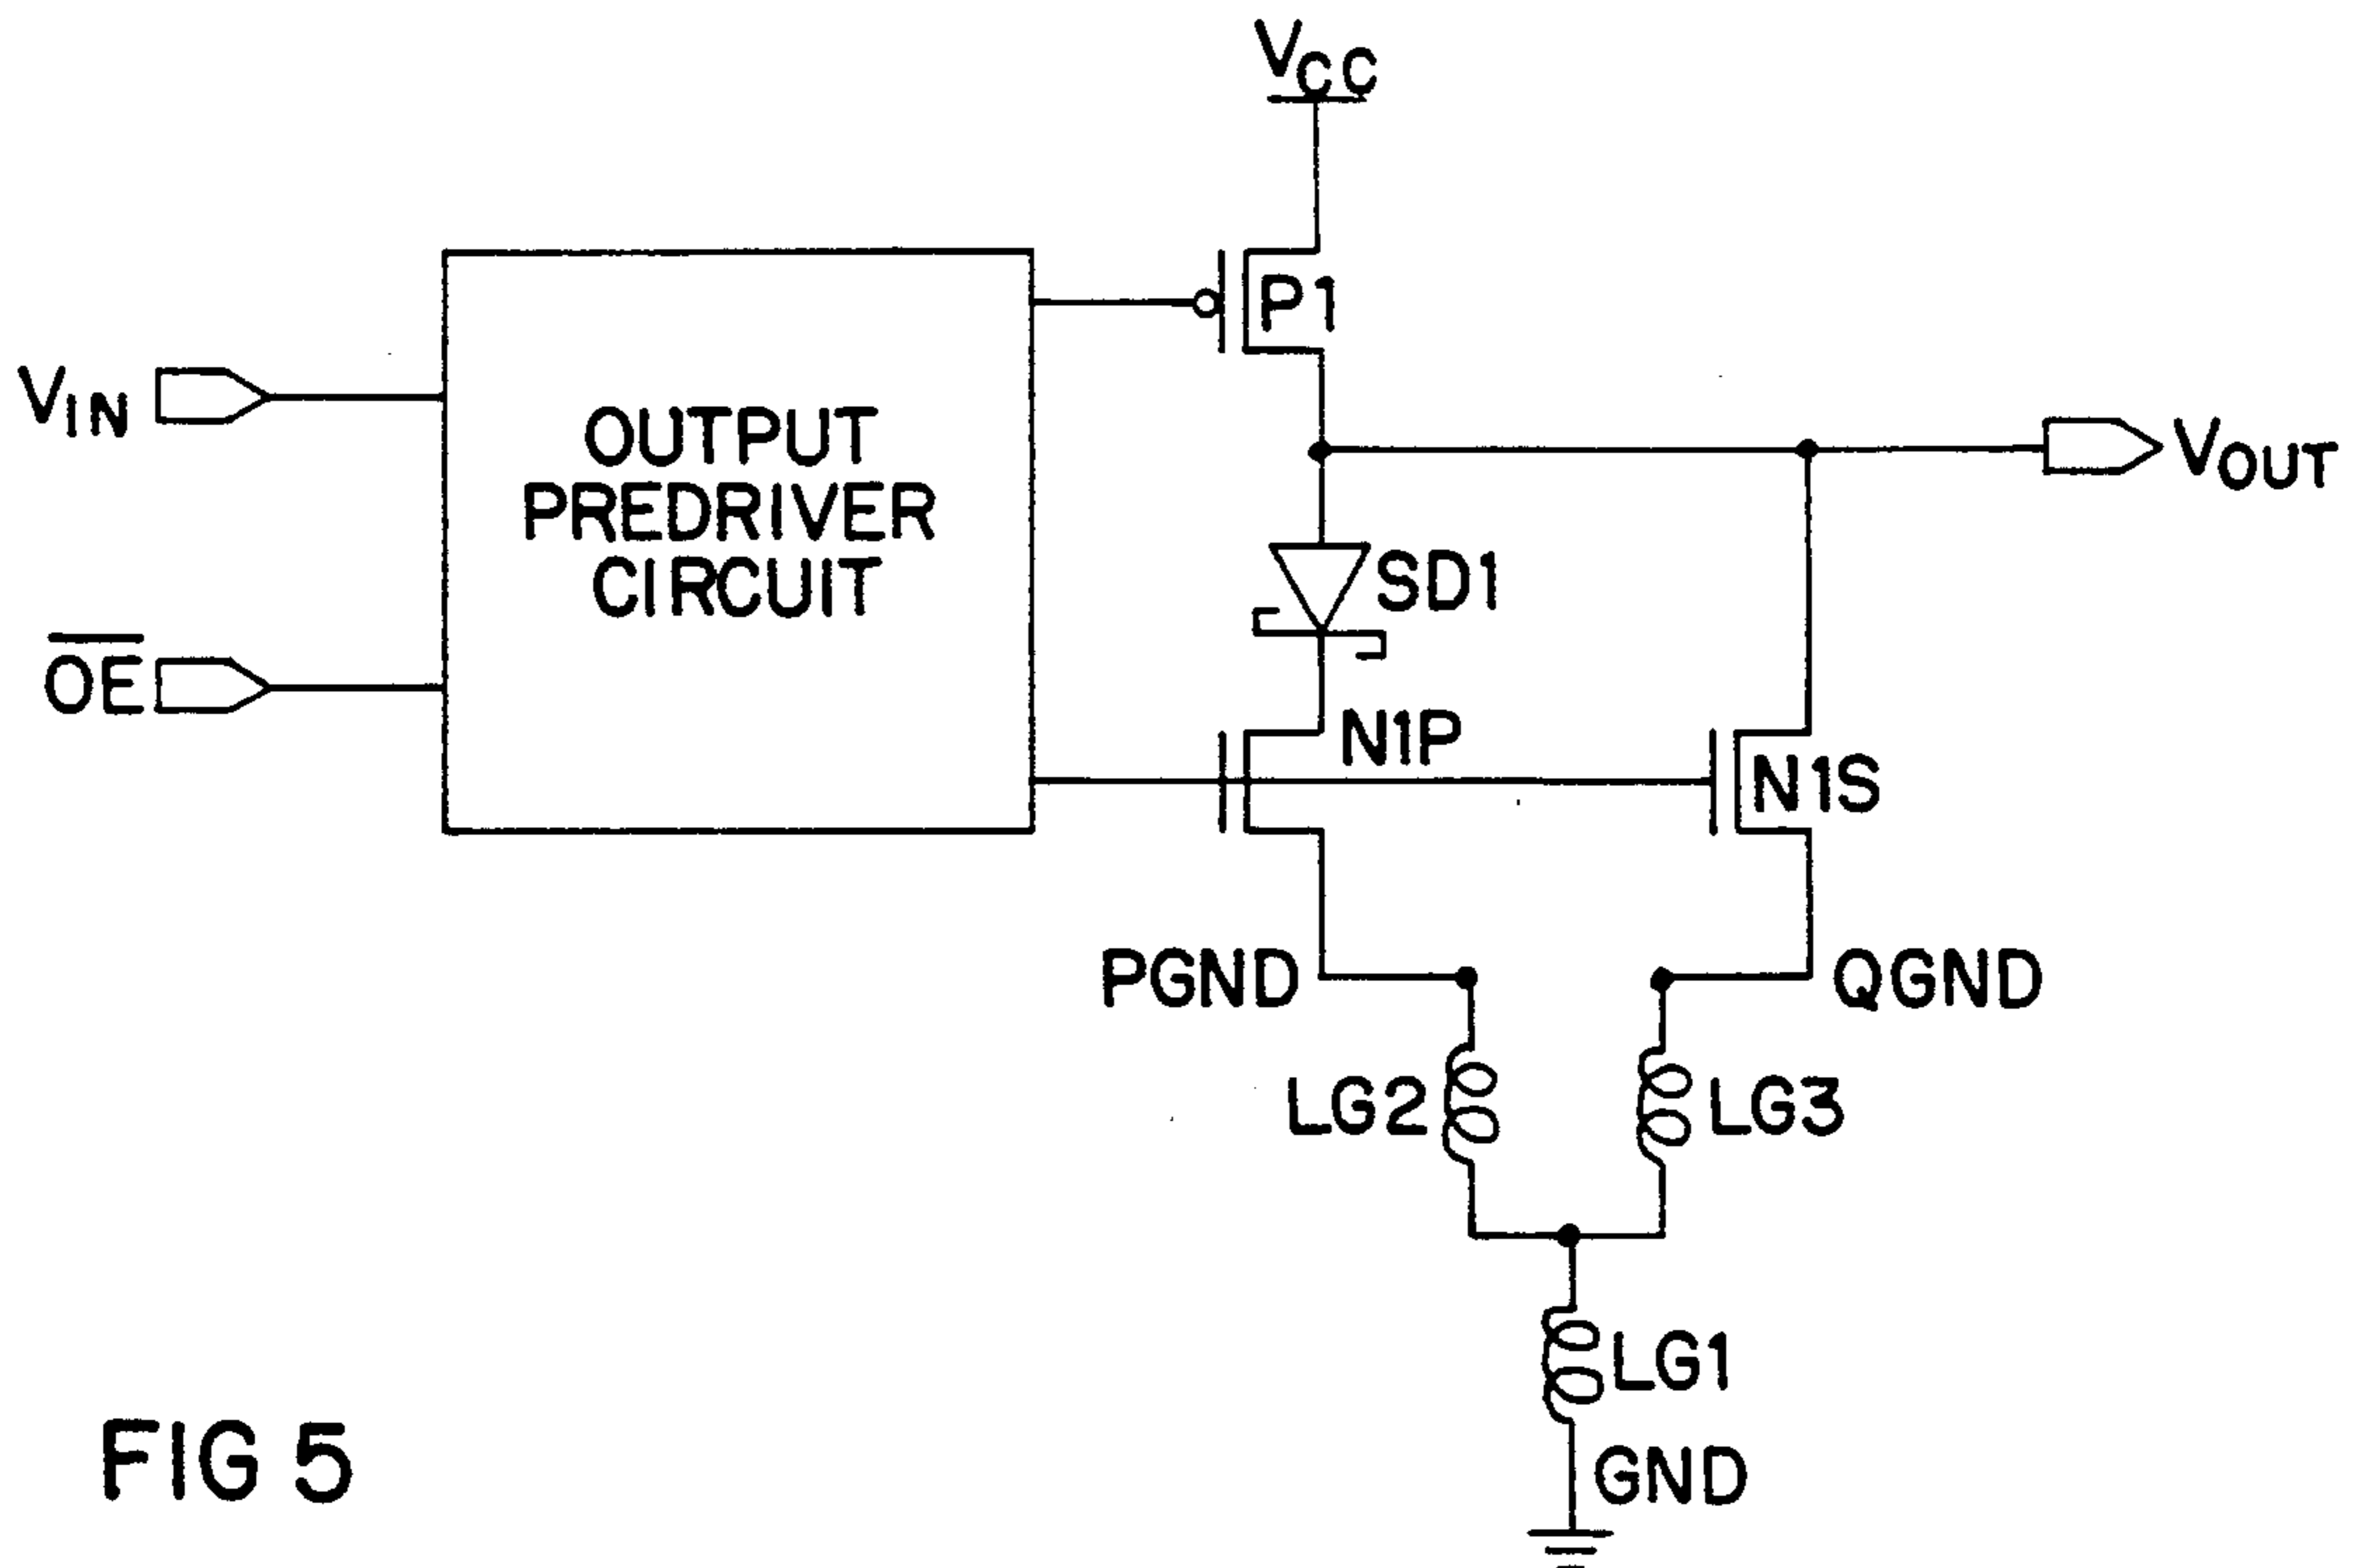 VCC
P1
VIN
OUTPUT
PREDRIVER
CIRCUIT
VOUT
SD1
OE
N1P
N1S
PGND
QGND
LG2
LG3
LG1
GND
FIG 5